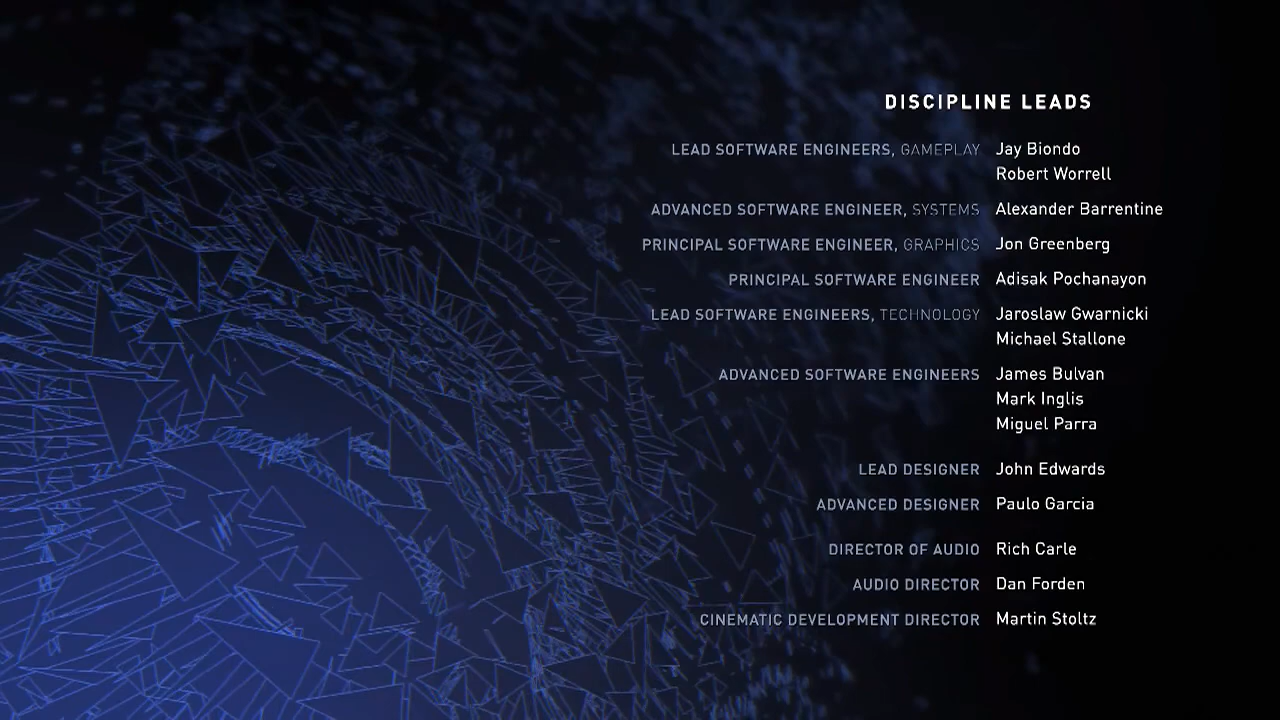 DISCIPLINE LEADS
LEAD SOFTWARE ENGINEERS, GAMEPLAY Jay Biondo
Robert Worrell
ADVANCED SOFTWARE ENGINEER, SYSTEMS Alexander Barrentine
PRINCIPAL SOFTWARE ENGINEER, GRAPHICS Jon Greenberg
PRINCIPAL SOFTWARE ENGINEER Adisak Pochanayon
LEAD SOFTWARE ENGINEERS, TECHNOLOGY Jaroslaw Gwarnicki
Michael Stallone
ADVANCED SOFTWARE ENGINEERS James Bulvan
Mark Inglis
Miguel Parra
LEAD DESIGNER John Edwards
ADVANCED DESIGNER Paulo Garcia
DIRECTOR OF AUDIO Rich Carle
AUDIO DIRECTOR Dan Forden
CINEMATIC DEVELOPMENT DIRECTOR Martin Stoltz